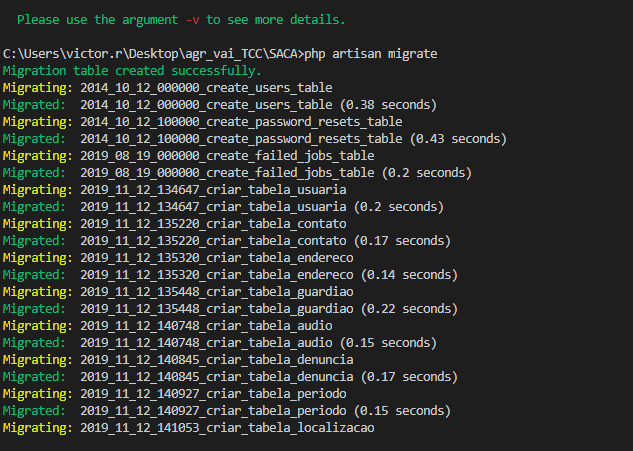 Please use the argument -v to see more details.
C:\Users\victor.r\Desktop\agr_vai_TCC\SACA>php artisan migrate
Migration table created successfully.
Migrating: 2014_10_12_000000_create_users_table
Migrated:  2014_10_12_000000_create_users_table (0.38 seconds)
Migrating: 2014_10_12_100000_create_password_resets_table
Migrated:  2014_10_12_100000_create_password_resets_table (0.43 seconds)
Migrating: 2019_08_19_000000_create_failed_jobs_table
Migrated:  2019_08_19_000000_create_failed_jobs_table (0.2 seconds)
Migrating: 2019_11_12_134647_criar_tabela_usuaria
Migrated:  2019_11_12_134647_criar_tabela_usuaria (0.2 seconds)
Migrating: 2019_11_12_135220_criar_tabela_contato
Migrated:  2019_11_12_135220_criar_tabela_contato (0.17 seconds)
Migrating: 2019_11_12_135320_criar_tabela_endereco
Migrated:  2019_11_12_135320_criar_tabela_endereco (0.14 seconds)
Migrating: 2019_11_12_135448_criar_tabela_guardiao
Migrated:  2019_11_12_135448_criar_tabela_guardiao (0.22 seconds)
Migrating: 2019_11_12_140748_criar_tabela_audio
Migrated:  2019_11_12_140748_criar_tabela_audio (0.15 seconds)
Migrating: 2019_11_12_140845_criar_tabela_denuncia
Migrated:  2019_11_12_140845_criar_tabela_denuncia (0.17 seconds)
Migrating: 2019_11_12_140927_criar_tabela_periodo
Migrated:  2019_11_12_140927_criar_tabela_periodo (0.15 seconds)
Migrating: 2019_11_12_141053_criar_tabela_localizacao